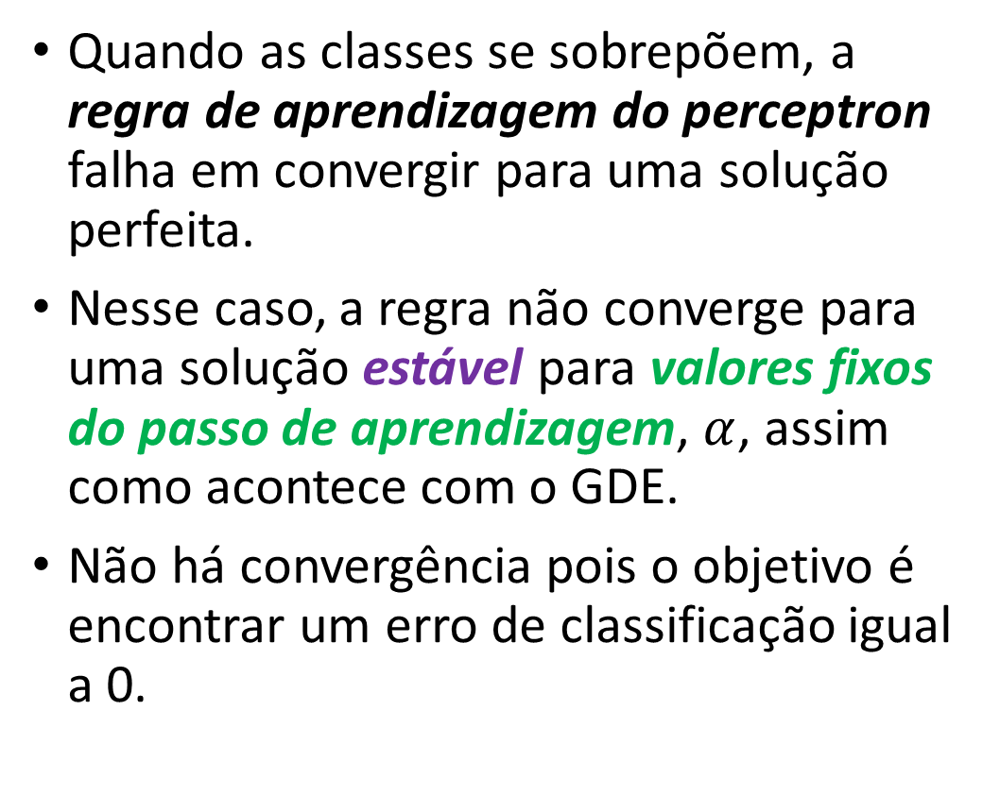 • Quando as classes se sobrepõem, a
regra de aprendizagem do perceptron
falha em convergir para uma solução
perfeita.
• Nesse caso, a regra não converge para
uma solução estável para valores fixos
do passo de aprendizagem, 𝛼, assim
como acontece com o GDE.
• Não há convergência pois o objetivo é
encontrar um erro de classificação igual
a 0.